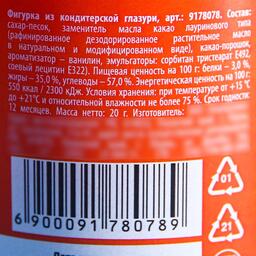 Фигурка из кондитерской глазури, арт.: 9178078. Состав:
сахар-песок, заменитель масла какао лауринового типа
(рафинированное дезодорированное растительное масло
в натуральном и модифицированном виде), какао-порошок,
ароматизатор – ванилин, эмульгаторы: сорбитан тристеарат Е492,
соевый лецитин Е322). Пищевая ценность на 100 г: белки – 3,0 %,
жиры – 35,0 %, углеводы – 57,0 %. Энергетическая ценность на 100 г:
550 ккал / 2300 кДж. Условия хранения: при температуре от +15 °С
до +21°С и относительной влажности не более 75 %. Срок годности:
12 месяцев. Масса нетто: 20 г. Изготовитель:
01
6 900091 780789
21